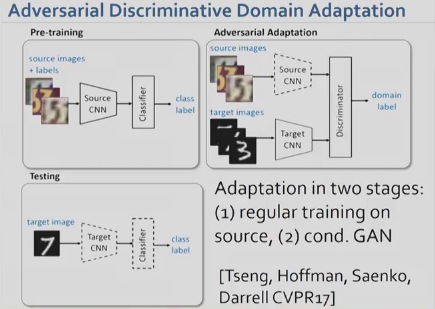 Adversarial Discriminative Domain Adaptation
Pre-training
source images
+ labels
Source
CNN
Classifier
class
label
Adversarial Adaptation
source images
Source
CNN
target images
Target
CNN
Discriminator
domain
label
Testing
target image
7
Target
CNN
Classifier
class
label
Adaptation in two stages:
(1) regular training on
source, (2) cond. GAN
[Tseng, Hoffman, Saenko,
Darrell CVPR17]